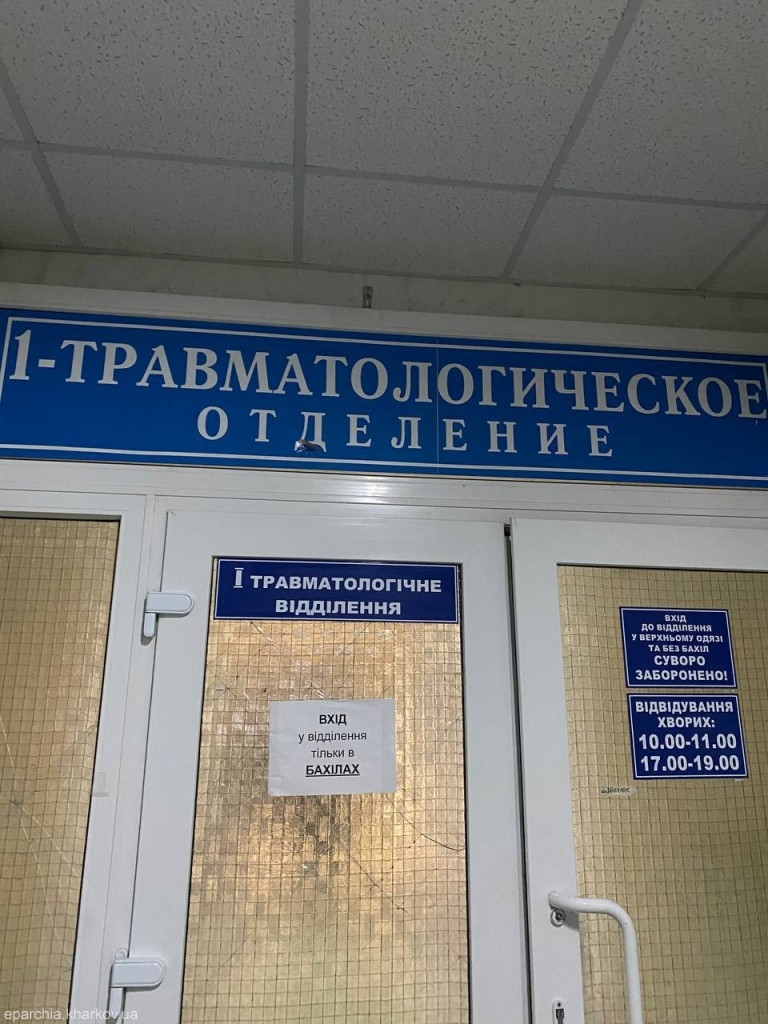 1-ТРАВМАТОЛОГИЧЕСКОЕ
ОТДЕЛЕНИЕ
Ї ТРАВМАТОЛОГІЧНЕ
ВІДДІЛЕННЯ
ВХІД
у відділення
тільки в
БАХІЛАХ
ВХІД
ДО ВІДДІЛЕННЯ
У ВЕРХНЬОМУ ОДЯЗІ
ТА БЕЗ БАХІЛ
СУВОРО
ЗАБОРОНЕНО!
ВІДВІДУВАННЯ
ХВОРИХ:
10.00-11.00
17.00-19.00
eparchia.kharkov.ua